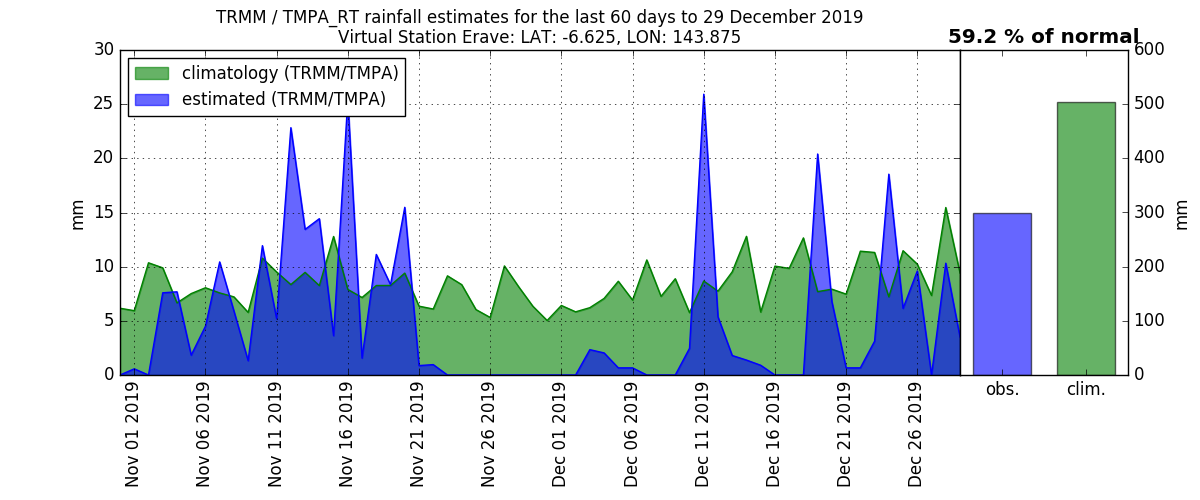 TRMM / TMPA_RT rainfall estimates for the last 60 days to 29 December 2019
Virtual Station Erave: LAT: -6.625, LON: 143.875
59.2 % of normal
climatology (TRMM/TMPA)
estimated (TRMM/TMPA)
mm
30
25
20
15
10
5
0
Nov 01 2019
Nov 06 2019
Nov 11 2019
Nov 16 2019
Nov 21 2019
Nov 26 2019
Dec 01 2019
Dec 06 2019
Dec 11 2019
Dec 16 2019
Dec 21 2019
Dec 26 2019
600
500
400
300
200
100
0
mm
obs.
clim.